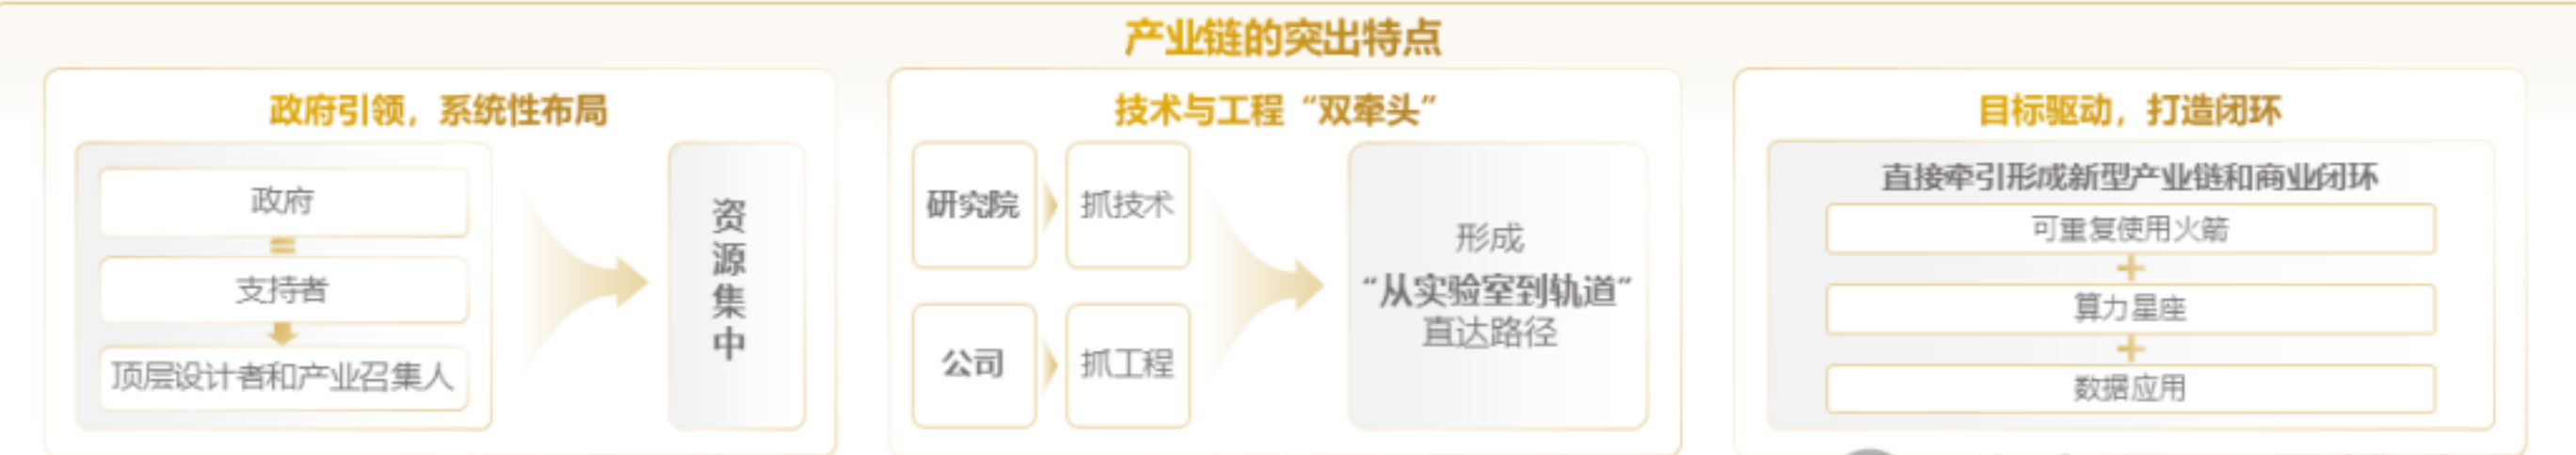 产业链的突出特点
政府引领，系统性布局
政府
支持者
顶层设计者和产业召集人
资源集中
技术与工程“双牵头”
研究院
抓技术
公司
抓工程
形成
“从实验室到轨道”
直达路径
目标驱动，打造闭环
直接牵引形成新型产业链和商业闭环
可重复使用火箭
+
算力星座
+
数据应用